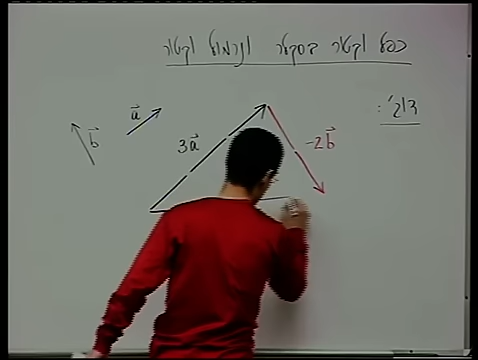 כפל וקטור בסקלר ונרמול וקטור
דוג':
a⃗
b⃗
3a⃗
-2b⃗